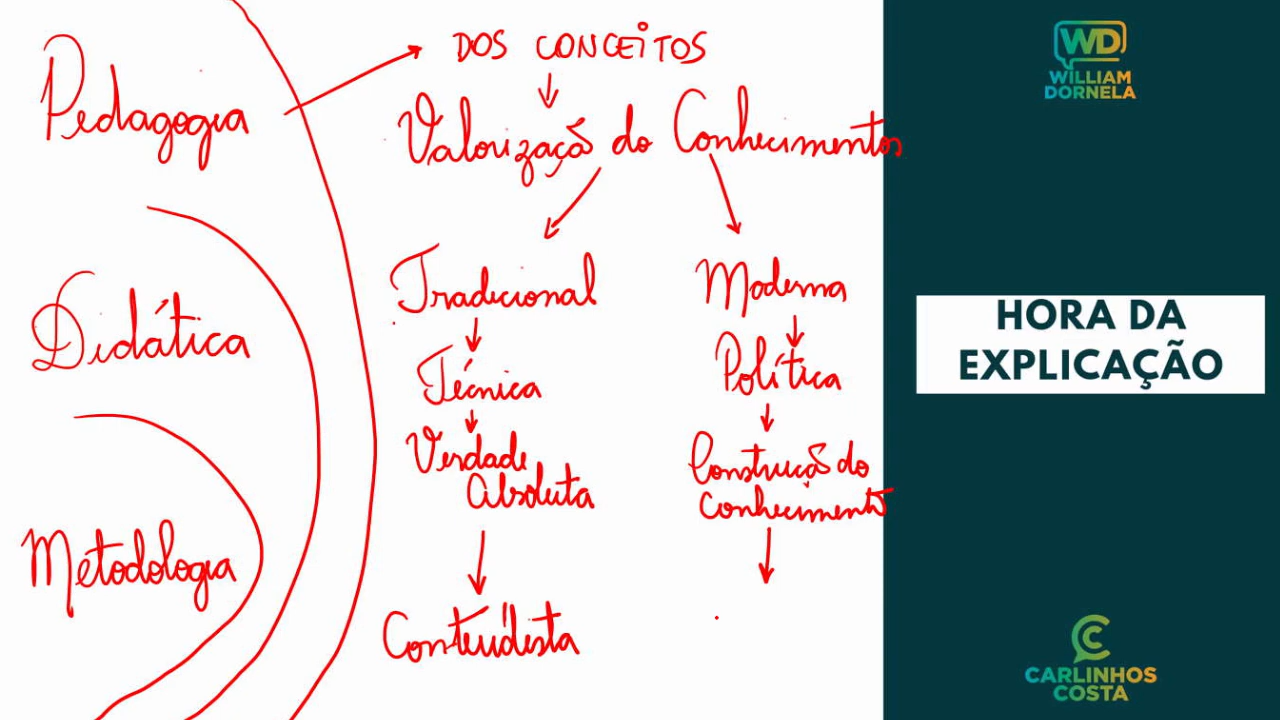 Pedagogia
Didática
Metodologia
DOS CONCEITOS
Valorização do Conhecimentos
Tradicional
Técnica
Verdade
Absoluta
Conteúdista
Moderna
Política
Construção do
Conhecimento
WD
WILLIAM
DORNELA
HORA DA
EXPLICAÇÃO
CARLINHOS
COSTA